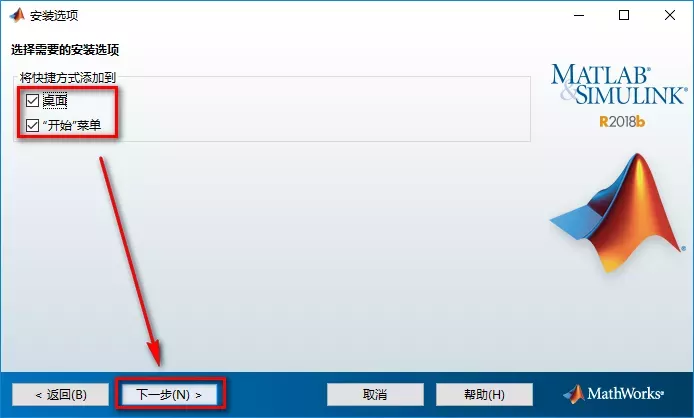 安装选项
选择需要的安装选项
将快捷方式添加到
桌面
“开始”菜单
MATLAB®
&SIMULINK®
R2018b
®
< 返回(B)
下一步(N) >
取消
帮助(H)
MathWorks®